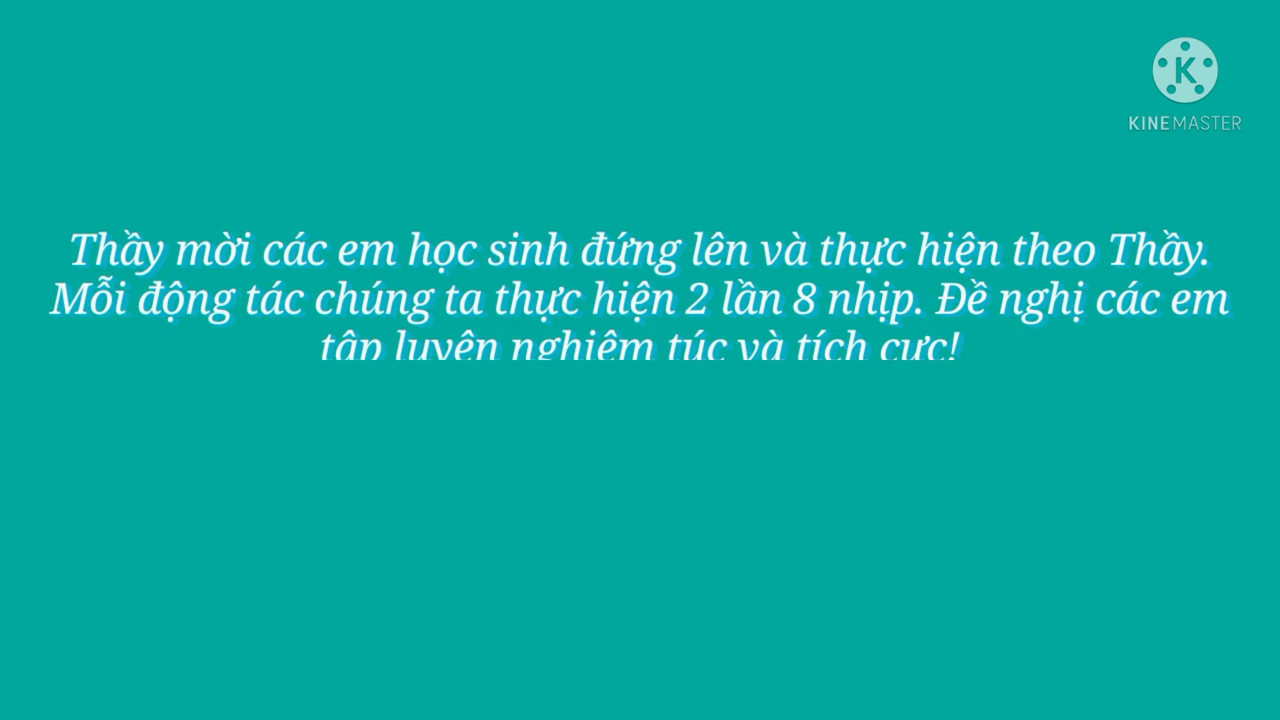 KINEMASTER
Thầy mời các em học sinh đứng lên và thực hiện theo Thầy.
Mỗi động tác chúng ta thực hiện 2 lần 8 nhịp. Đề nghị các em
tập luyện nghiêm túc và tích cực!